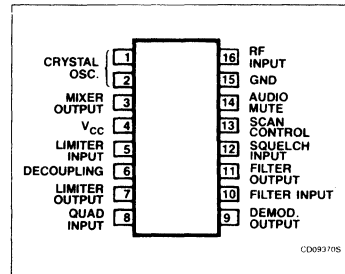 CRYSTAL
OSC.
1
2
MIXER
OUTPUT
3
VCC
4
LIMITER
INPUT
5
DECOUPLING
6
LIMITER
OUTPUT
7
QUAD
INPUT
8
16
RF
INPUT
15
GND
14
AUDIO
MUTE
13
SCAN
CONTROL
12
SQUELCH
INPUT
11
FILTER
OUTPUT
10
FILTER INPUT
9
DEMOD.
OUTPUT
CD09370S